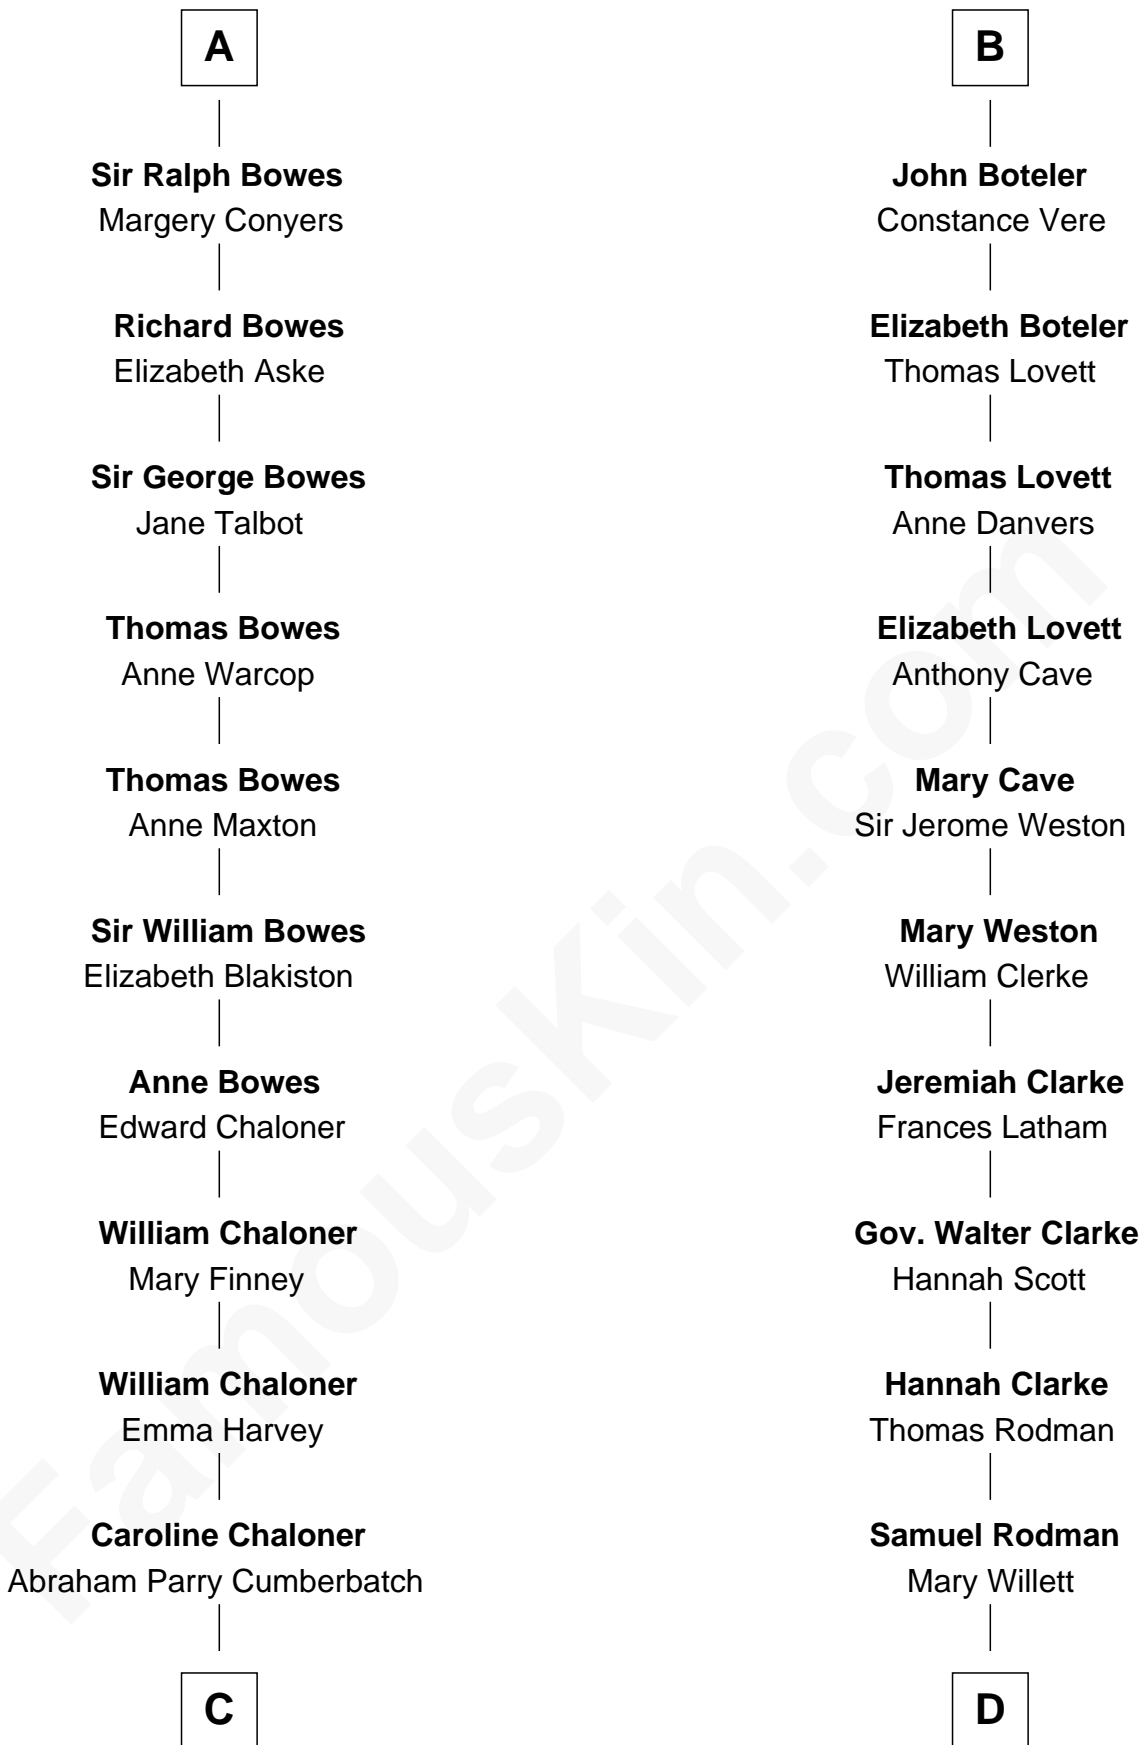 A
Sir Ralph Bowes
Margery Conyers
Richard Bowes
Elizabeth Aske
Sir George Bowes
Jane Talbot
Thomas Bowes
Anne Warcop
Thomas Bowes
Anne Maxton
Sir William Bowes
Elizabeth Blakiston
Anne Bowes
Edward Chaloner
William Chaloner
Mary Finney
William Chaloner
Emma Harvey
Caroline Chaloner
Abraham Parry Cumberbatch
C
B
John Boteler
Constance Vere
Elizabeth Boteler
Thomas Lovett
Thomas Lovett
Anne Danvers
Elizabeth Lovett
Anthony Cave
Mary Cave
Sir Jerome Weston
Mary Weston
William Clerke
Jeremiah Clarke
Frances Latham
Gov. Walter Clarke
Hannah Scott
Hannah Clarke
Thomas Rodman
Samuel Rodman
Mary Willett
D
FamousKin.com